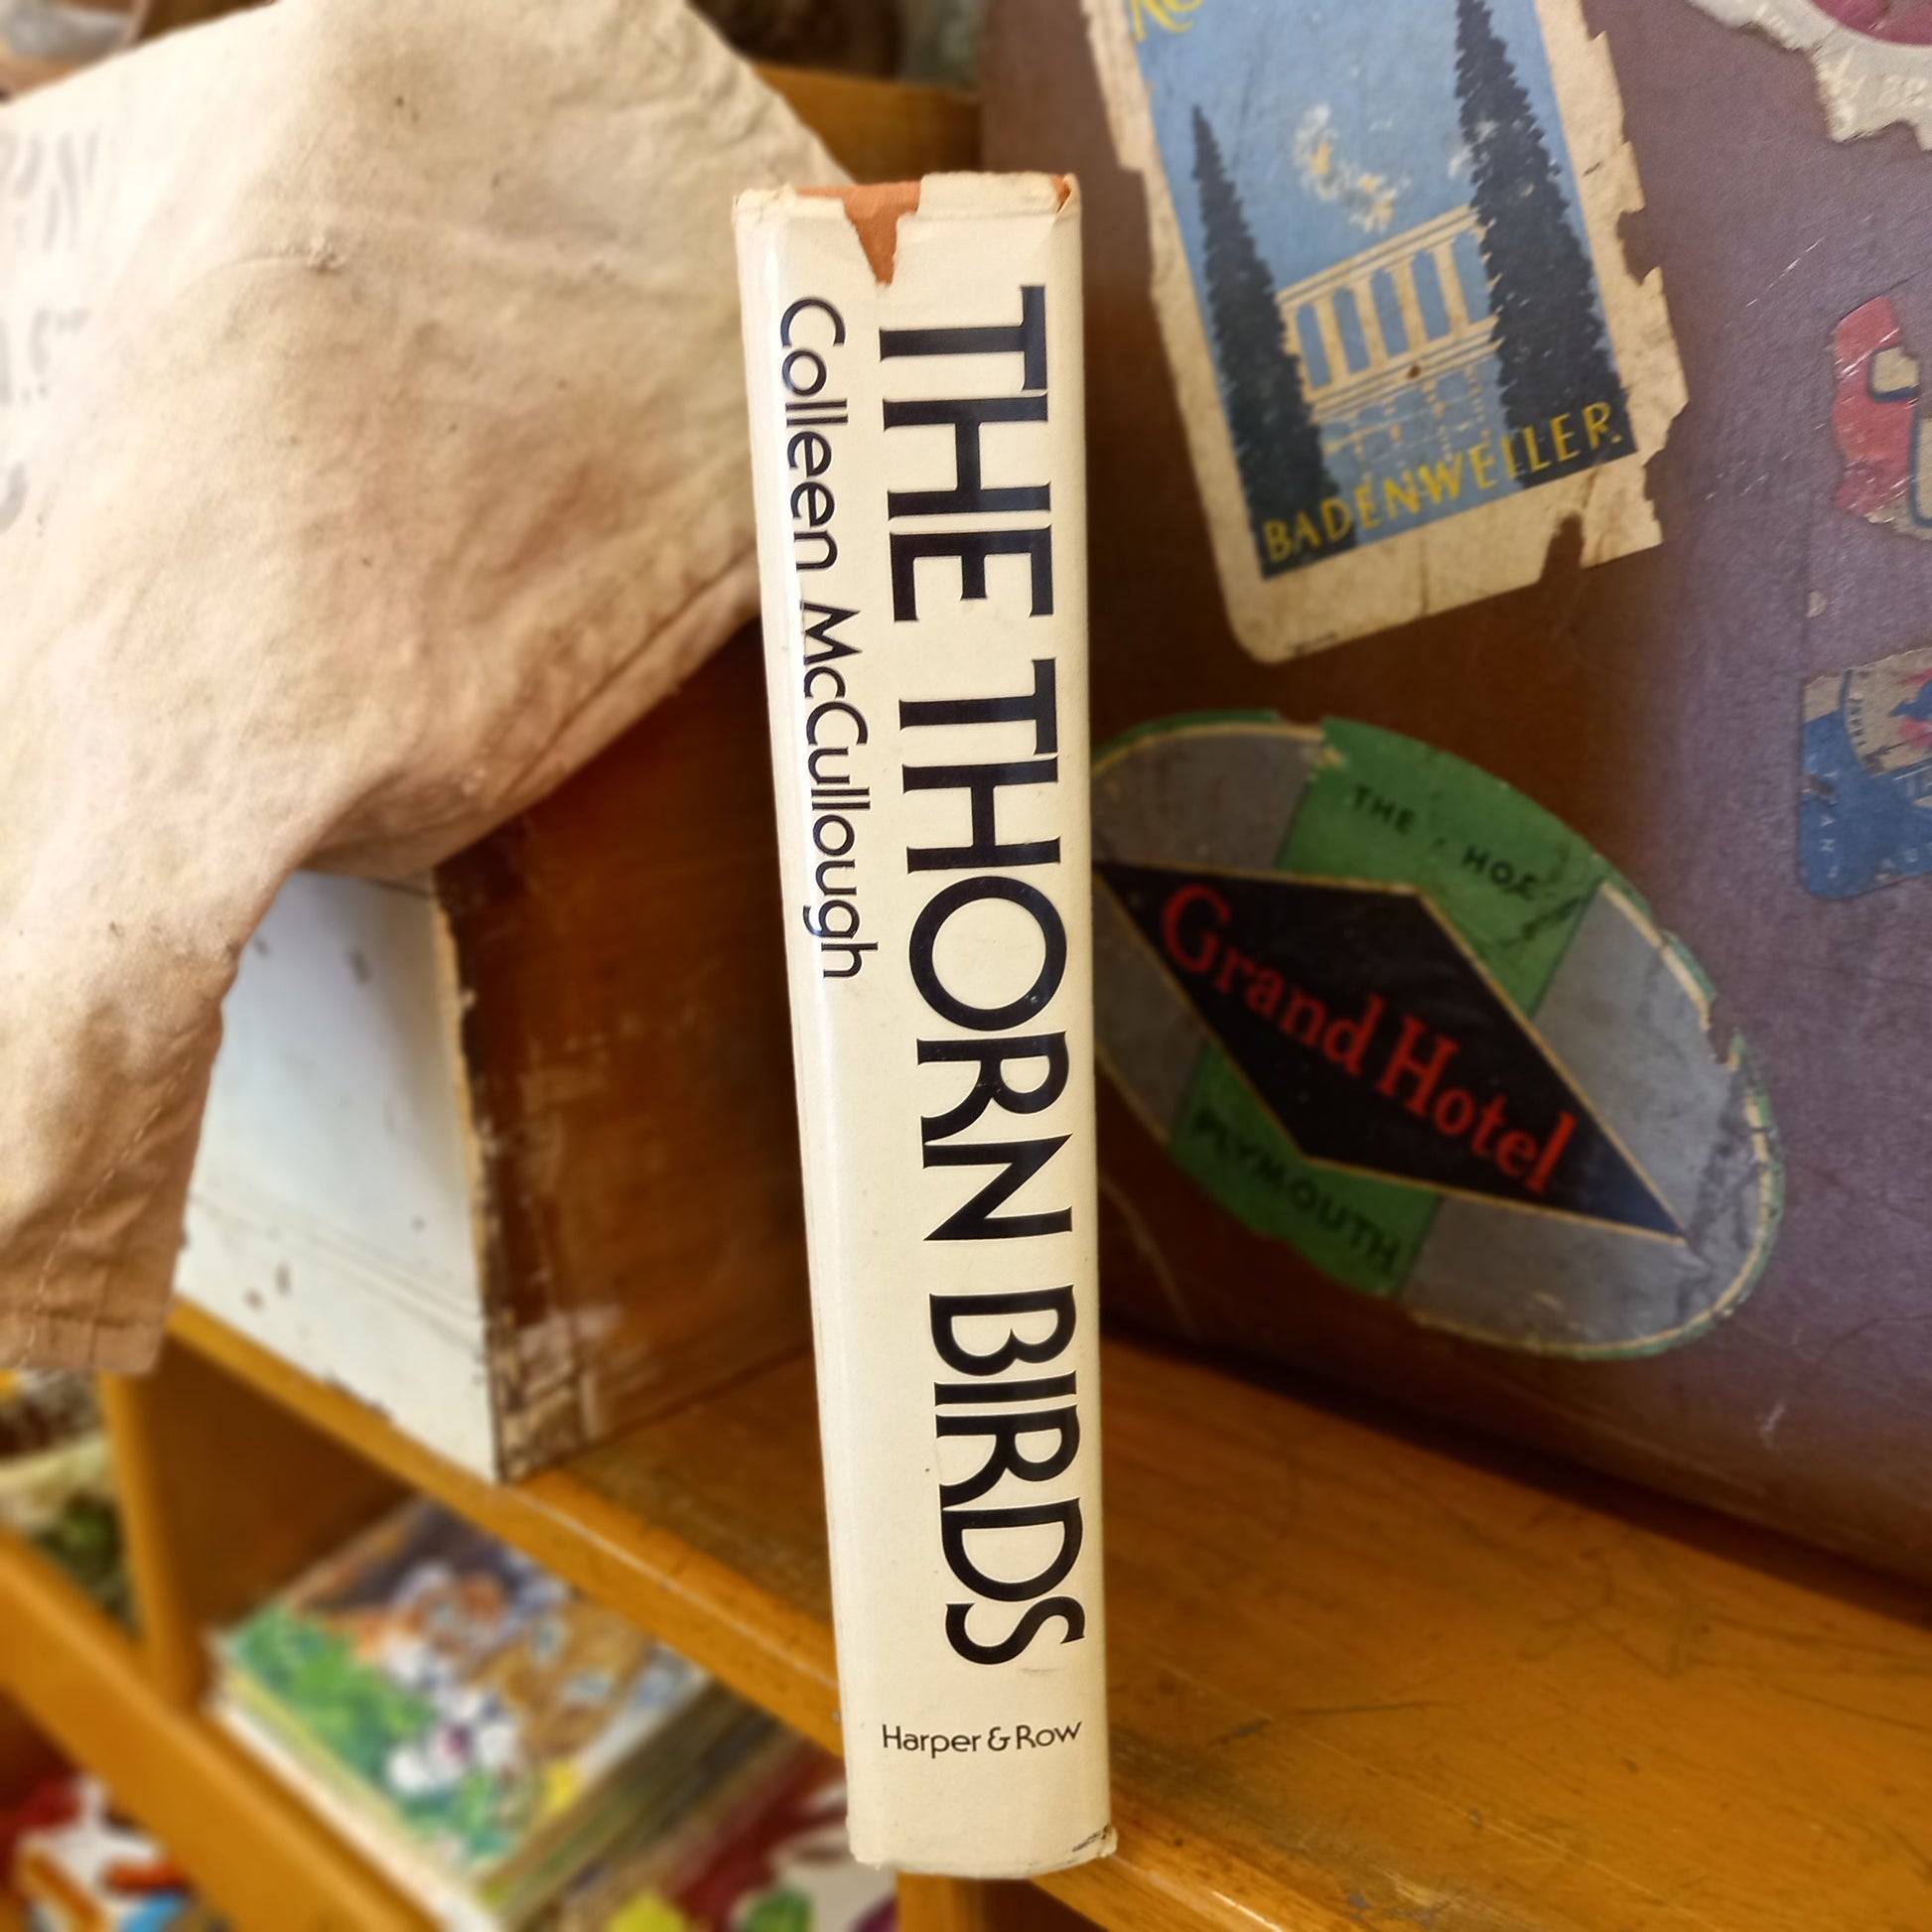 THE THORN BIRDS
Colleen McCullough
Harper & Row
BADENWEILER
THE HOE
Grand Hotel
PLYMOUTH